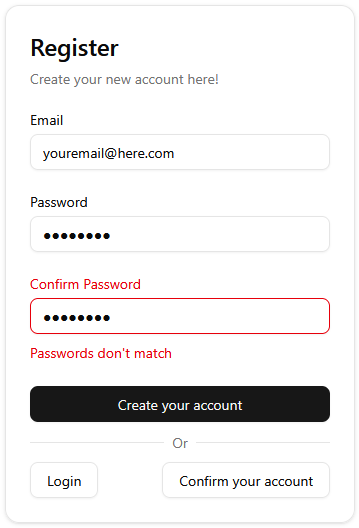 Register
Create your new account here!
Email
youremail@here.com
Password
●●●●●●●●
Confirm Password
●●●●●●●●
Passwords don't match
Create your account
Or
Login
Confirm your account